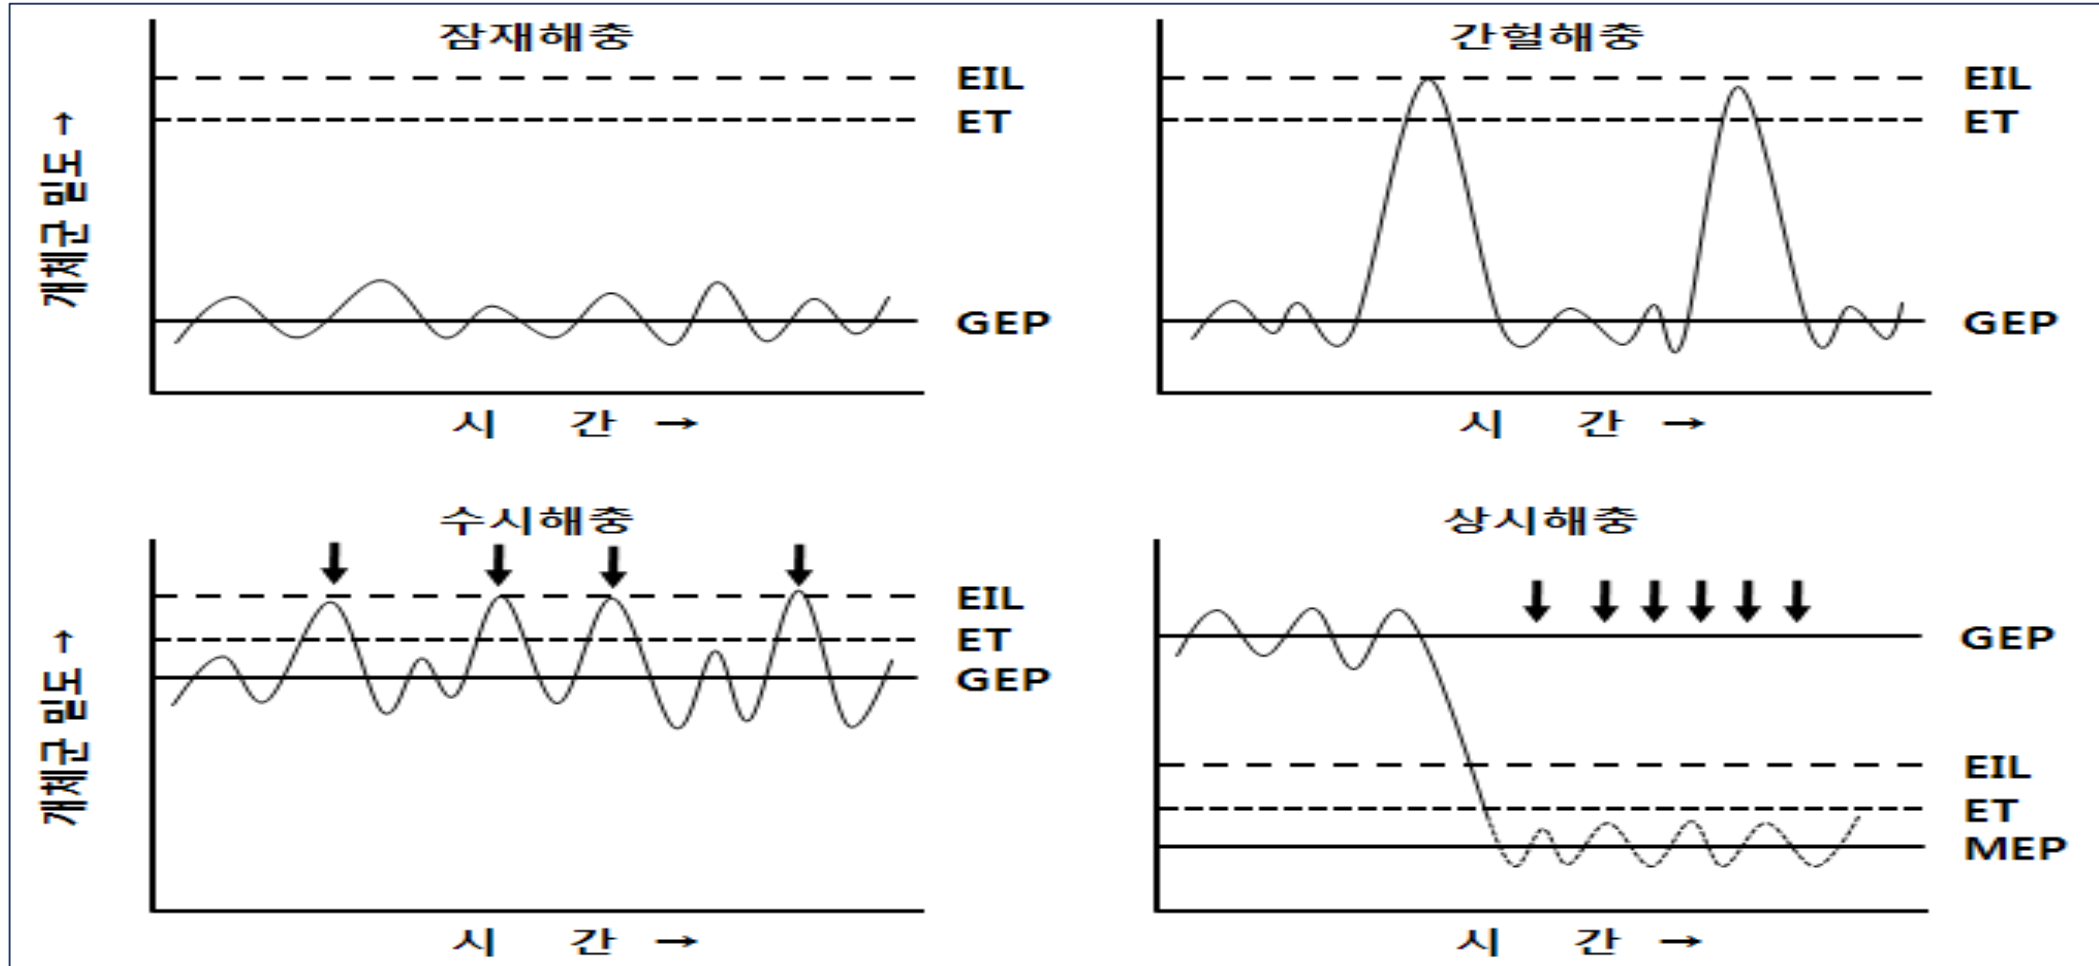 잠재해충
EIL
ET
GEP
개체군 밀도 →
시 간 →
간헐해충
EIL
ET
GEP
시 간 →
수시해충
EIL
ET
GEP
개체군 밀도 →
시 간 →
상시해충
GEP
EIL
ET
MEP
시 간 →